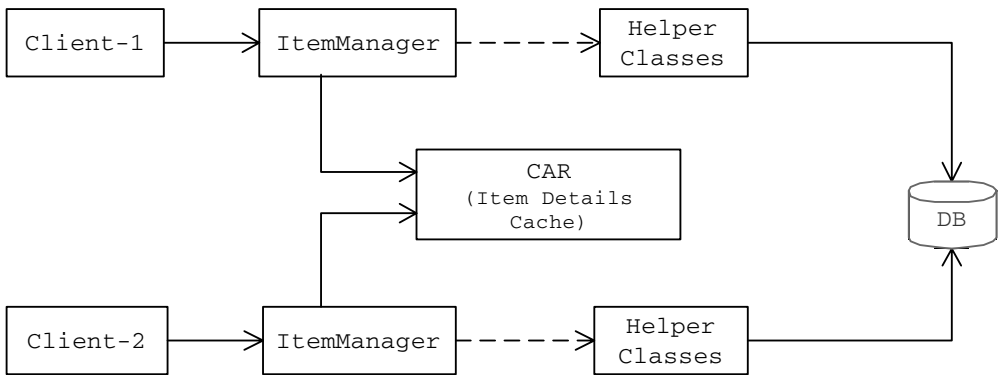 Client-1
ItemManager
Helper
Classes
CAR
(Item Details
Cache)
DB
Client-2
ItemManager
Helper
Classes